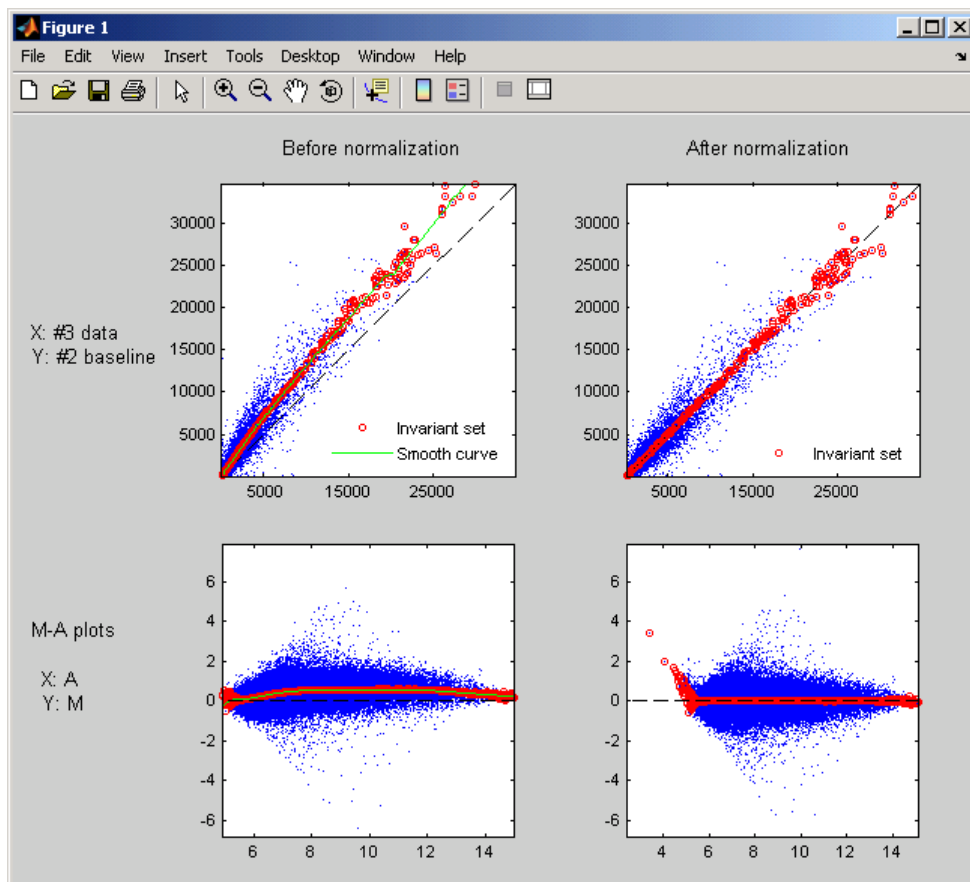 Figure 1
File Edit View Insert Tools Desktop Window Help
Before normalization
After normalization
X: #3 data
Y: #2 baseline
30000
25000
20000
15000
10000
5000
5000 15000 25000
Invariant set
Smooth curve
30000
25000
20000
15000
10000
5000
5000 15000 25000
Invariant set
M-A plots
X: A
Y: M
6
4
2
0
-2
-4
-6
6 8 10 12 14
6
4
2
0
-2
-4
-6
4 6 8 10 12 14